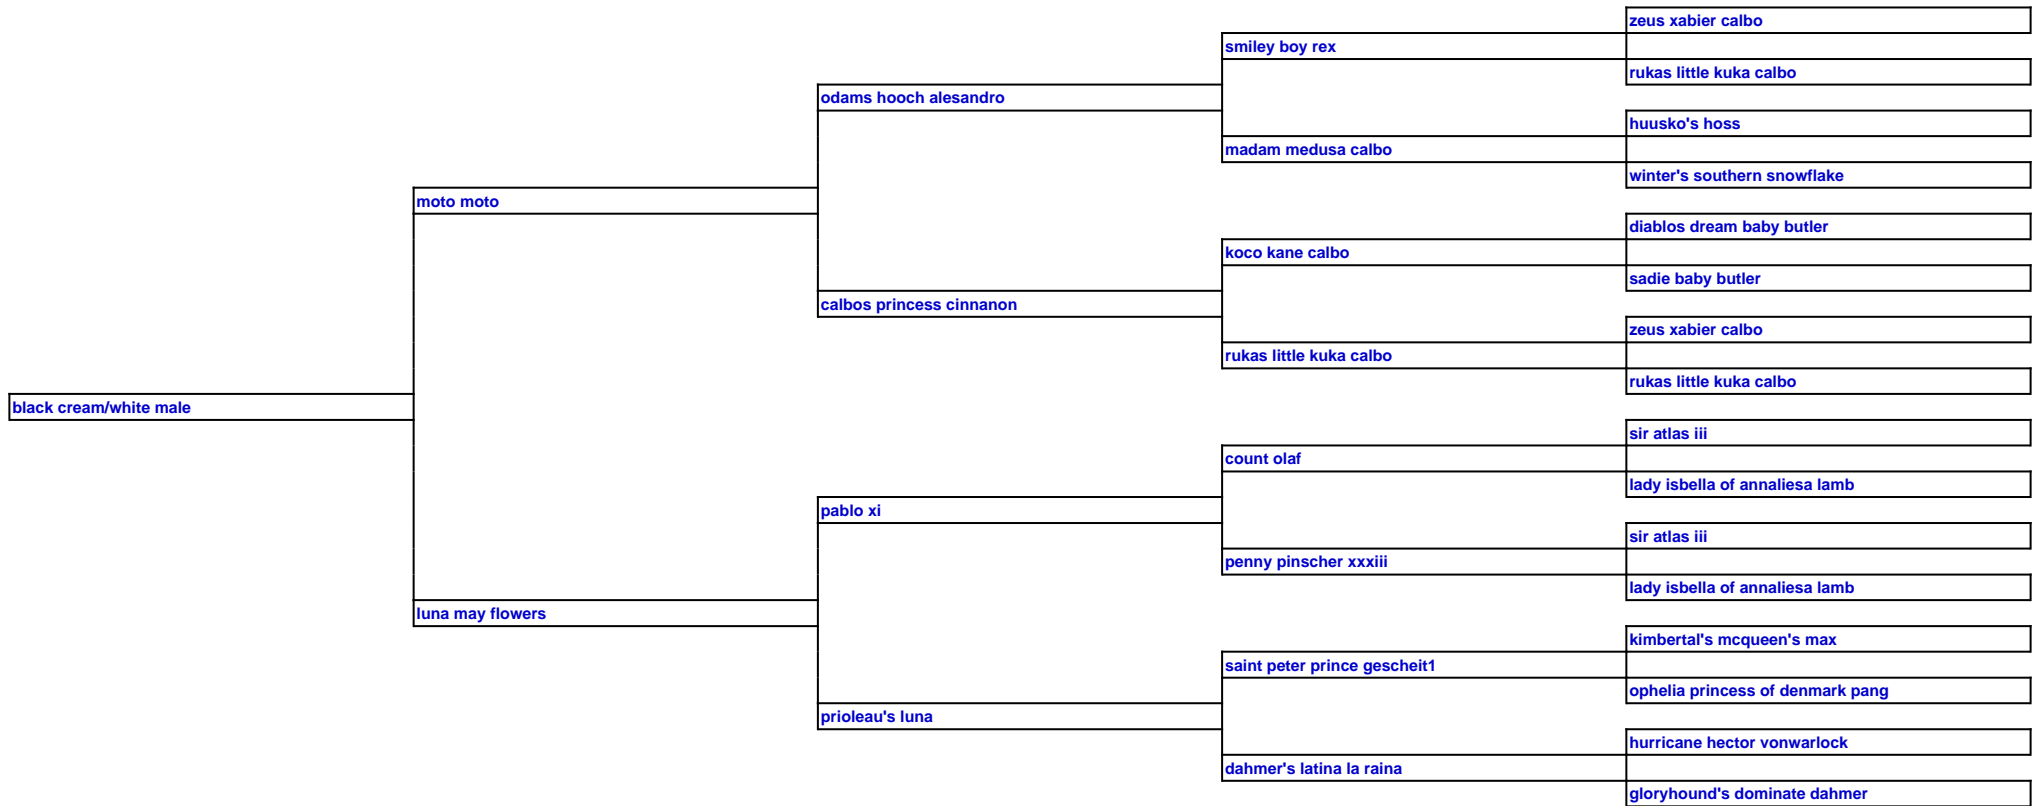 zeus xabier calbo
smiley boy rex
rukas little kuka calbo
odams hooch alesandro
huusko's hoss
madam medusa calbo
winter's southern snowflake
moto moto
diablos dream baby butler
koco kane calbo
sadie baby butler
calbos princess cinnanon
zeus xabier calbo
rukas little kuka calbo
rukas little kuka calbo
black cream/white male
sir atlas iii
count olaf
lady isbella of annaliesa lamb
pablo xi
sir atlas iii
penny pinscher xxxiii
lady isbella of annaliesa lamb
luna may flowers
kimbertal's mcqueen's max
saint peter prince gescheit1
ophelia princess of denmark pang
prioleau's luna
hurricane hector vonwarlock
dahmer's latina la raina
gloryhound's dominate dahmer